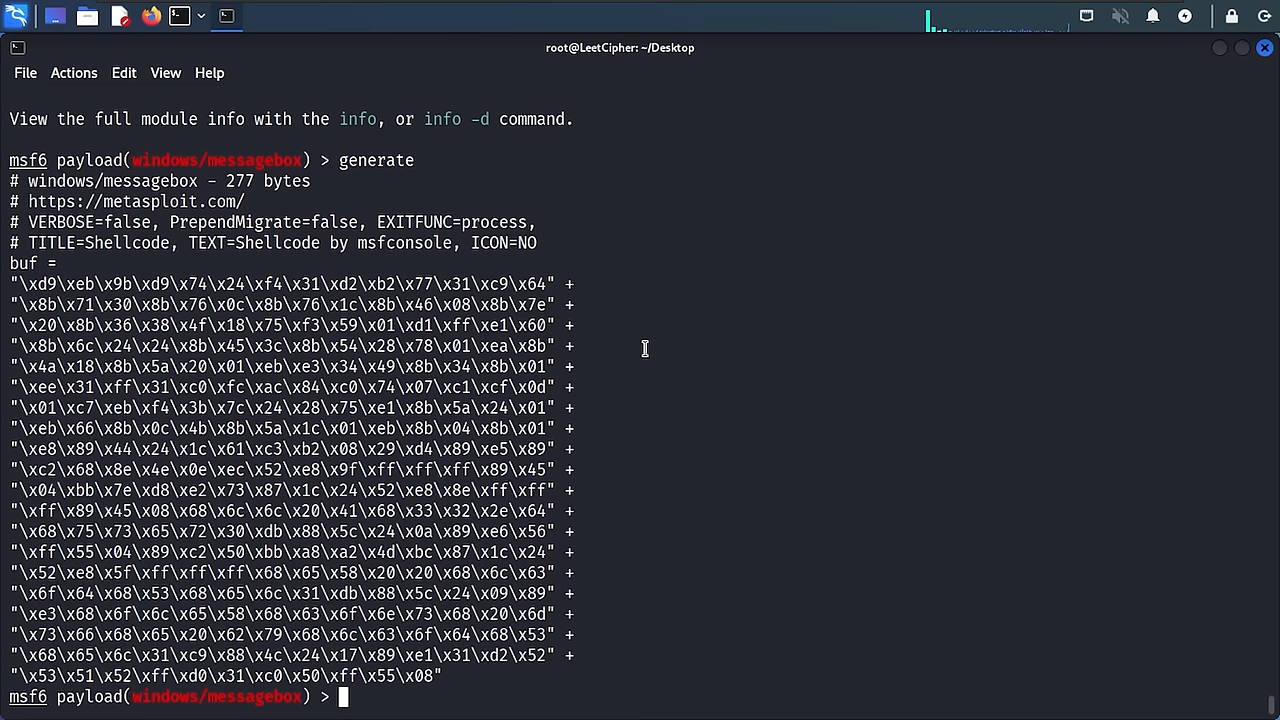 root@LeetCipher: ~/Desktop
File Actions Edit View Help
View the full module info with the info, or info -d command.
msf6 payload(windows/messagebox) > generate
# windows/messagebox - 277 bytes
# https://metasploit.com/
# VERBOSE=false, PrependMigrate=false, EXITFUNC=process,
# TITLE=Shellcode, TEXT=Shellcode by msfconsole, ICON=NO
buf =
"\xd9\xeb\x9b\xd9\x74\x24\xf4\x31\xd2\xb2\x77\x31\xc9\x64" +
"\x8b\x71\x30\x8b\x76\x0c\x8b\x76\x1c\x8b\x46\x08\x8b\x7e" +
"\x20\x8b\x36\x38\x4f\x18\x75\xf3\x59\x01\xd1\xff\xe1\x60" +
"\x8b\x6c\x24\x24\x8b\x45\x3c\x8b\x54\x28\x78\x01\xea\x8b" +
"\x4a\x18\x8b\x5a\x20\x01\xeb\xe3\x34\x49\x8b\x34\x8b\x01" +
"\xee\x31\xff\x31\xc0\xfc\xac\x84\xc0\x74\x07\xc1\xcf\x0d" +
"\x01\xc7\xeb\xf4\x3b\x7c\x24\x28\x75\xe1\x8b\x5a\x24\x01" +
"\xeb\x66\x8b\x0c\x4b\x8b\x5a\x1c\x01\xeb\x8b\x04\x8b\x01" +
"\xe8\x89\x44\x24\x1c\x61\xc3\xb2\x08\x29\xd4\x89\xe5\x89" +
"\xc2\x68\x8e\x4e\x0e\xec\x52\xe8\x9f\xff\xff\xff\x89\x45" +
"\x04\xbb\x7e\xd8\xe2\x73\x87\x1c\x24\x52\xe8\x8e\xff\xff" +
"\xff\x89\x45\x08\x68\x6c\x6c\x20\x41\x68\x33\x32\x2e\x64" +
"\x68\x75\x73\x65\x72\x30\xdb\x88\x5c\x24\x0a\x89\xe6\x56" +
"\xff\x55\x04\x89\xc2\x50\xbb\xa8\xa2\x4d\xbc\x87\x1c\x24" +
"\x52\xe8\x5f\xff\xff\xff\x68\x65\x58\x20\x20\x68\x6c\x63" +
"\x6f\x64\x68\x53\x68\x65\x6c\x31\xdb\x88\x5c\x24\x09\x89" +
"\xe3\x68\x6f\x6c\x65\x58\x68\x63\x6f\x6e\x73\x68\x20\x6d" +
"\x73\x66\x68\x65\x20\x62\x79\x68\x6c\x63\x6f\x64\x68\x53" +
"\x68\x65\x6c\x31\xc9\x88\x4c\x24\x17\x89\xe1\x31\xd2\x52" +
"\x53\x51\x52\xff\xd0\x31\xc0\x50\xff\x55\x08"
msf6 payload(windows/messagebox) >